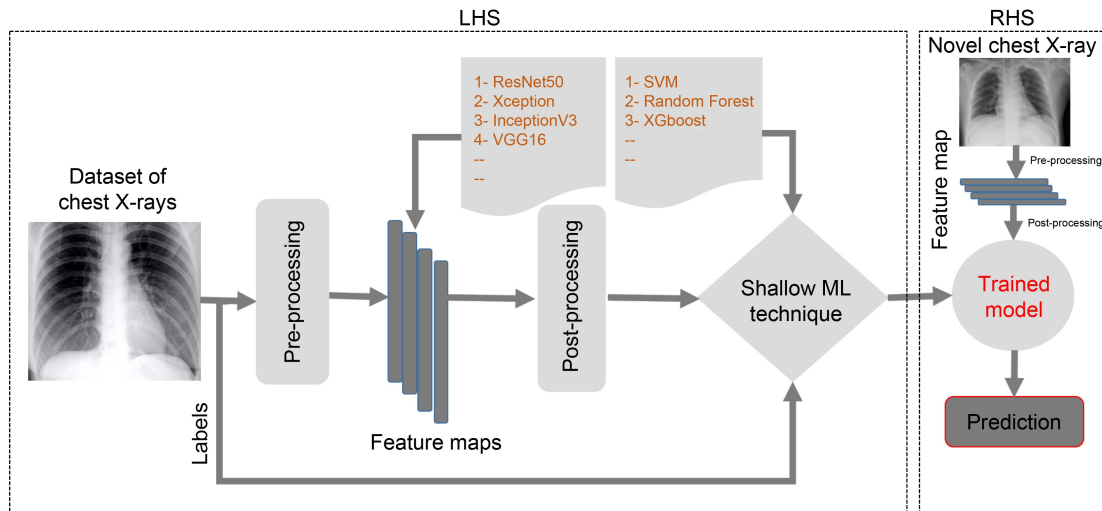 LHS
RHS
1- ResNet50
2- Xception
3- InceptionV3
4- VGG16
--
--
1- SVM
2- Random Forest
3- XGboost
--
--
Dataset of
chest X-rays
Pre-processing
Feature maps
Post-processing
Shallow ML
technique
Labels
Novel chest X-ray
Pre-processing
Feature map
Post-processing
Trained
model
Prediction